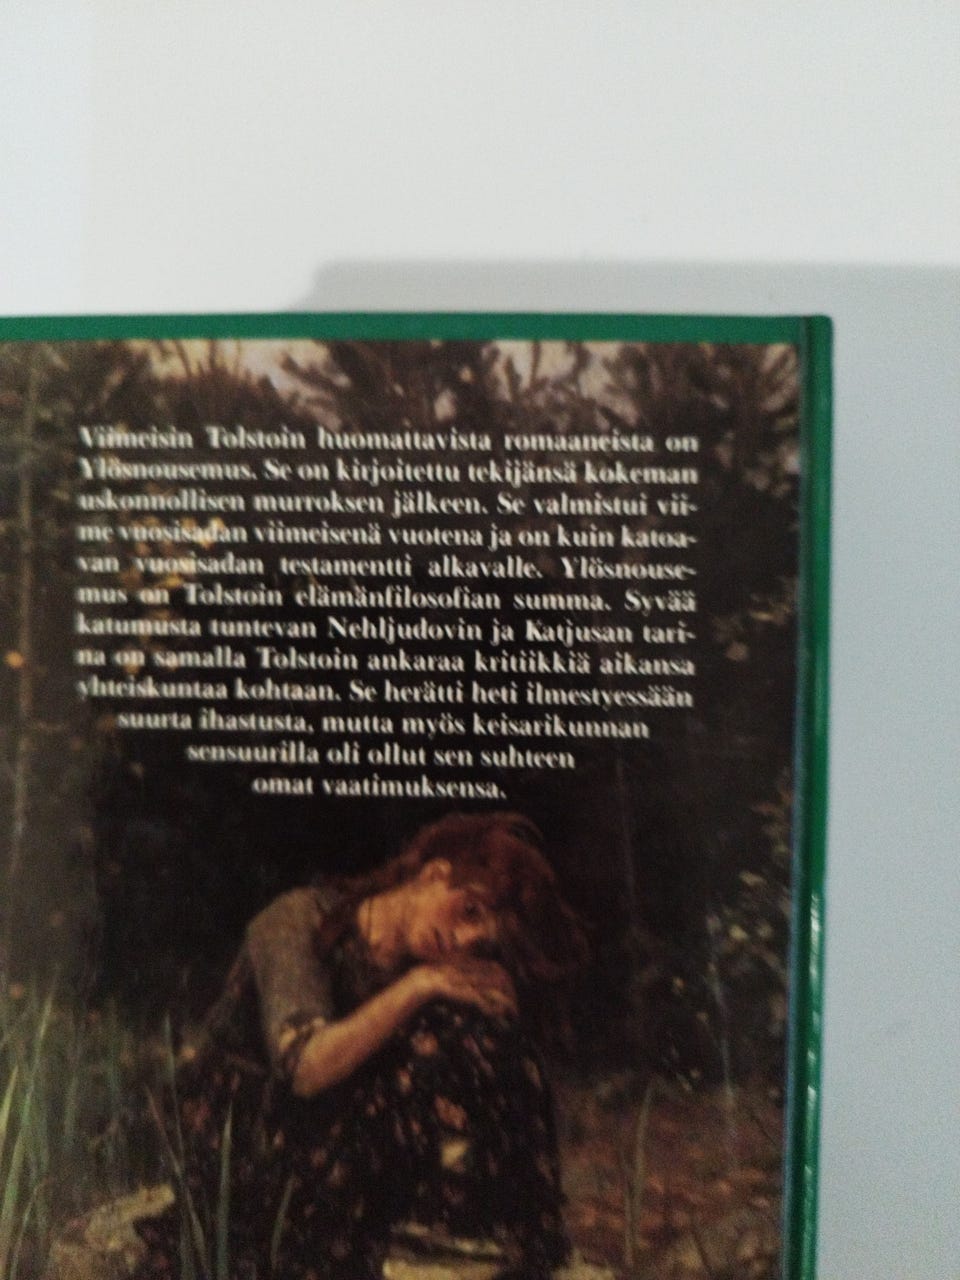 Viimeisin Tolstoin huomattavista romaaneista on
Ylösnousemus. Se on kirjoitettu tekijänsä kokeman
uskonnollisen murroksen jälkeen. Se valmistui vii-
me vuosisadan viimeisenä vuotena ja on kuin katoa-
van vuosisadan testamentti alkavalle. Ylösnouse-
mus on Tolstoin elämänfilosofian summa. Syvää
katumusta tuntevan Nehljudovin ja Katjusan tari-
na on samalla Tolstoin ankaraa kritiikkiä aikansa
yhteiskuntaa kohtaan. Se herätti heti ilmestyessään
suurta ihastusta, mutta myös keisarikunnan
sensuurilla oli ollut sen suhteen
omat vaatimuksensa.